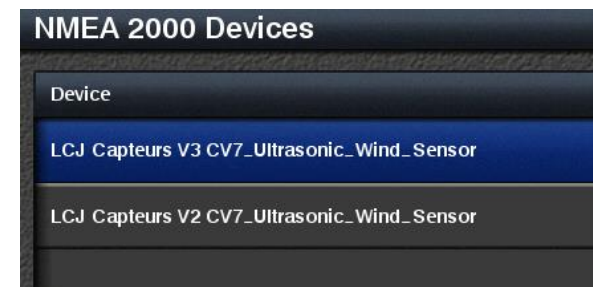 NMEA 2000 Devices
Device
LCJ Capteurs V3 CV7_Ultrasonic_Wind_Sensor
LCJ Capteurs V2 CV7_Ultrasonic_Wind_Sensor